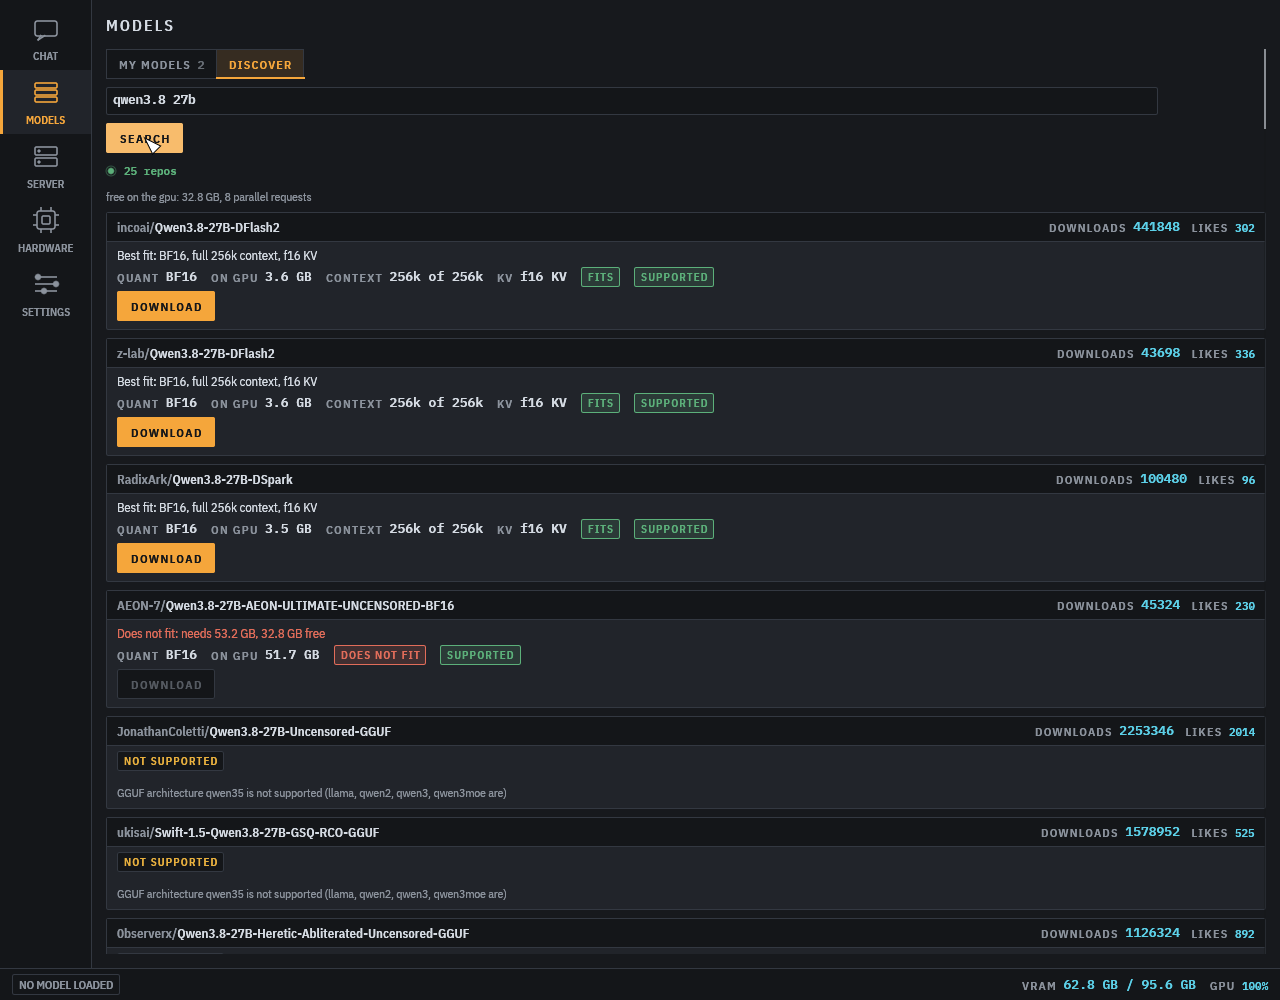 MODELS
CHAT
MODELS
SERVER
HARDWARE
SETTINGS
MY MODELS 2 DISCOVER
qwen3.8 27b
SEARCH
25 repos
free on the gpu: 32.8 GB, 8 parallel requests
incoai/Qwen3.8-27B-DFlash2 DOWNLOADS 441848 LIKES 302
Best fit: BF16, full 256k context, f16 KV
QUANT BF16 ON GPU 3.6 GB CONTEXT 256k of 256k KV f16 KV FITS SUPPORTED
DOWNLOAD
z-lab/Qwen3.8-27B-DFlash2 DOWNLOADS 43698 LIKES 336
Best fit: BF16, full 256k context, f16 KV
QUANT BF16 ON GPU 3.6 GB CONTEXT 256k of 256k KV f16 KV FITS SUPPORTED
DOWNLOAD
RadixArk/Qwen3.8-27B-DSpark DOWNLOADS 100480 LIKES 96
Best fit: BF16, full 256k context, f16 KV
QUANT BF16 ON GPU 3.5 GB CONTEXT 256k of 256k KV f16 KV FITS SUPPORTED
DOWNLOAD
AEON-7/Qwen3.8-27B-AEON-ULTIMATE-UNCENSORED-BF16 DOWNLOADS 45324 LIKES 230
Does not fit: needs 53.2 GB, 32.8 GB free
QUANT BF16 ON GPU 51.7 GB DOES NOT FIT SUPPORTED
DOWNLOAD
JonathanColetti/Qwen3.8-27B-Uncensored-GGUF DOWNLOADS 2253346 LIKES 2014
NOT SUPPORTED
GGUF architecture qwen35 is not supported (llama, qwen2, qwen3, qwen3moe are)
ukisai/Swift-1.5-Qwen3.8-27B-GSQ-RCO-GGUF DOWNLOADS 1578952 LIKES 525
NOT SUPPORTED
GGUF architecture qwen35 is not supported (llama, qwen2, qwen3, qwen3moe are)
0bserverx/Qwen3.8-27B-Heretic-Abliterated-Uncensored-GGUF DOWNLOADS 1126324 LIKES 892
NO MODEL LOADED VRAM 62.8 GB / 95.6 GB GPU 100%